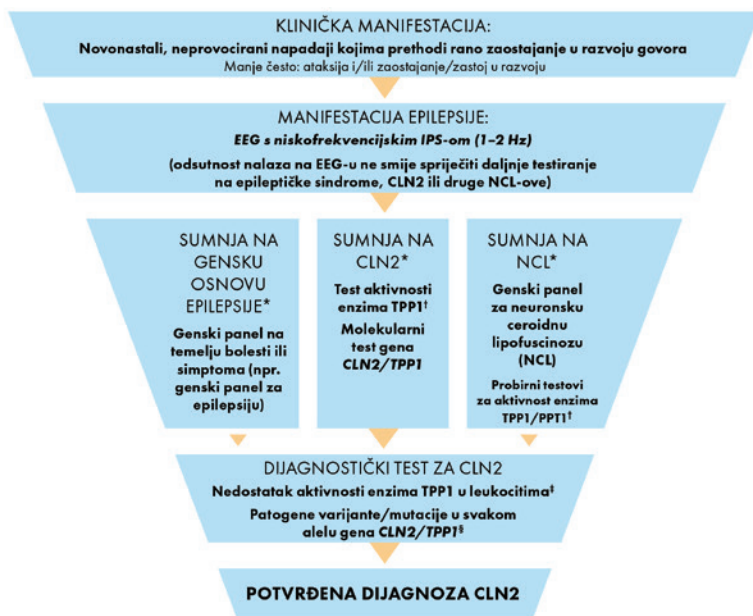 KLINIČKA MANIFESTACIJA:
Novonastali, neprovocirani napadaji kojima prethodi rano zaostajanje u razvoju govora
Manje često: ataksija i/ili zaostajanje/zastoj u razvoju
MANIFESTACIJA EPILEPSIJE:
EEG s niskofrekvencijskim IPS-om (1–2 Hz)
(odsutnost nalaza na EEG-u ne smije spriječiti daljnje testiranje
na epileptičke sindrome, CLN2 ili druge NCL-ove)
SUMNJA NA
GENSKU
OSNOVU
EPILEPSIJE*
Genski panel na
temelju bolesti ili
simptoma (npr.
genski panel za
epilepsiju)
SUMNJA NA
CLN2*
Test aktivnosti
enzima TPP1†
Molekularni
test gena
CLN2/TPP1
SUMNJA NA
NCL*
Genski panel
za neuronsku
ceroidnu
lipofuscinozu
(NCL)
Probirni testovi
za aktivnost enzima
TPP1/PPT1†
DIJAGNOSTIČKI TEST ZA CLN2
Nedostatak aktivnosti enzima TPP1 u leukocitima‡
Patogene varijante/mutacije u svakom
alelu gena CLN2/TPP1§
POTVRĐENA DIJAGNOZA CLN2